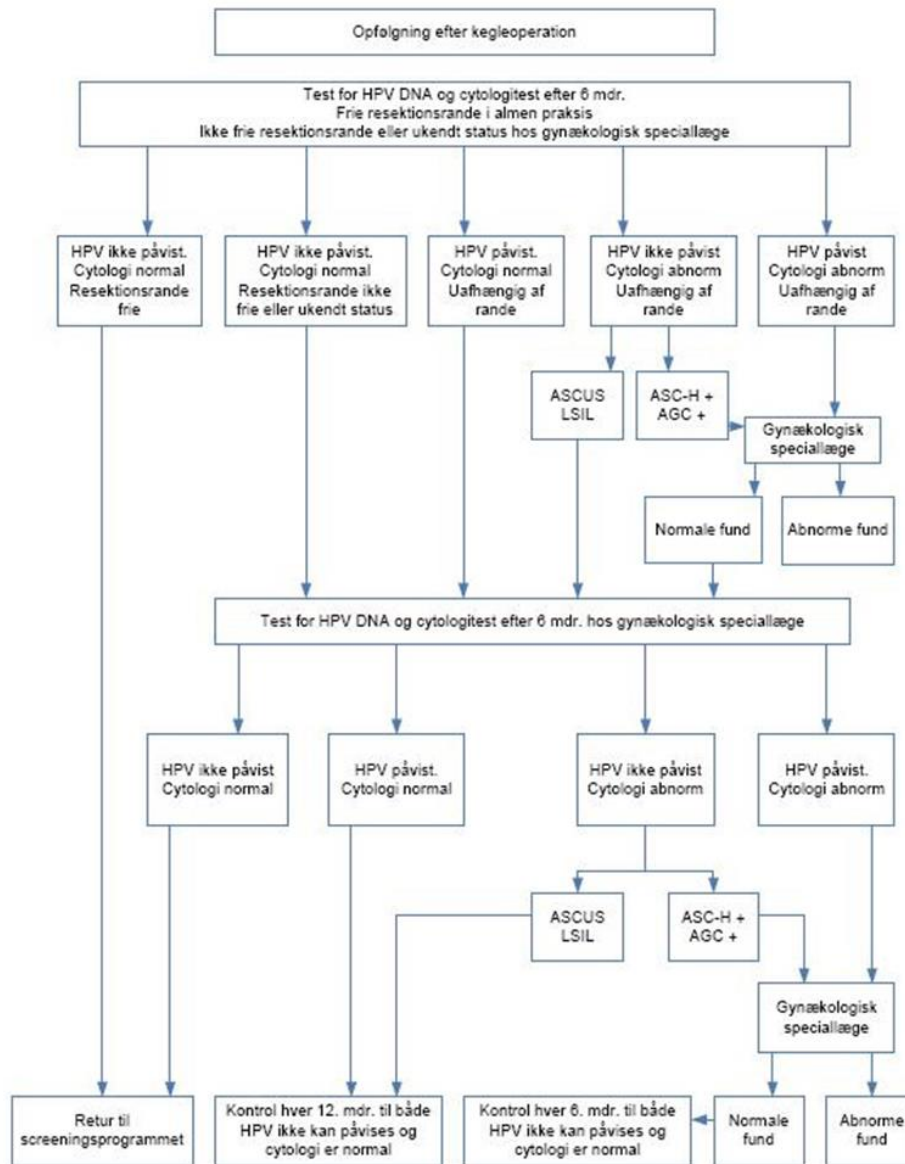 Opfølgning efter kegleoperation
Test for HPV DNA og cytologitest efter 6 mdr.
Frie resektionsrande i almen praksis
Ikke frie resektionsrande eller ukendt status hos gynækologisk speciallæge
HPV ikke påvist.
Cytologi normal
Resektionsrande
frie
HPV ikke påvist.
Cytologi normal
Resektionsrande ikke
frie eller ukendt status
HPV påvist.
Cytologi normal
Uafhængig af
rande
HPV ikke påvist
Cytologi abnorm
Uafhængig af
rande
HPV påvist
Cytologi abnorm
Uafhængig af
rande
ASCUS
LSIL
ASC-H +
AGC +
Gynækologisk
speciallæge
Normale fund
Abnorme fund
Test for HPV DNA og cytologitest efter 6 mdr. hos gynækologisk speciallæge
HPV ikke påvist
Cytologi normal
HPV påvist.
Cytologi normal
HPV ikke påvist
Cytologi abnorm
HPV påvist.
Cytologi abnorm
ASCUS
LSIL
ASC-H +
AGC +
Gynækologisk
speciallæge
Retur til
screeningsprogrammet
Kontrol hver 12. mdr. til både
HPV ikke kan påvises og
cytologi er normal
Kontrol hver 6. mdr. til både
HPV ikke kan påvises og
cytologi er normal
Normale
fund
Abnorme
fund